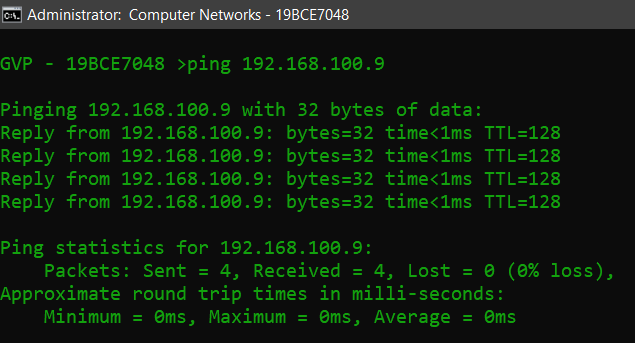 Administrator: Computer Networks - 19BCE7048
GVP - 19BCE7048 >ping 192.168.100.9
Pinging 192.168.100.9 with 32 bytes of data:
Reply from 192.168.100.9: bytes=32 time<1ms TTL=128
Reply from 192.168.100.9: bytes=32 time<1ms TTL=128
Reply from 192.168.100.9: bytes=32 time<1ms TTL=128
Reply from 192.168.100.9: bytes=32 time<1ms TTL=128
Ping statistics for 192.168.100.9:
    Packets: Sent = 4, Received = 4, Lost = 0 (0% loss),
Approximate round trip times in milli-seconds:
    Minimum = 0ms, Maximum = 0ms, Average = 0ms